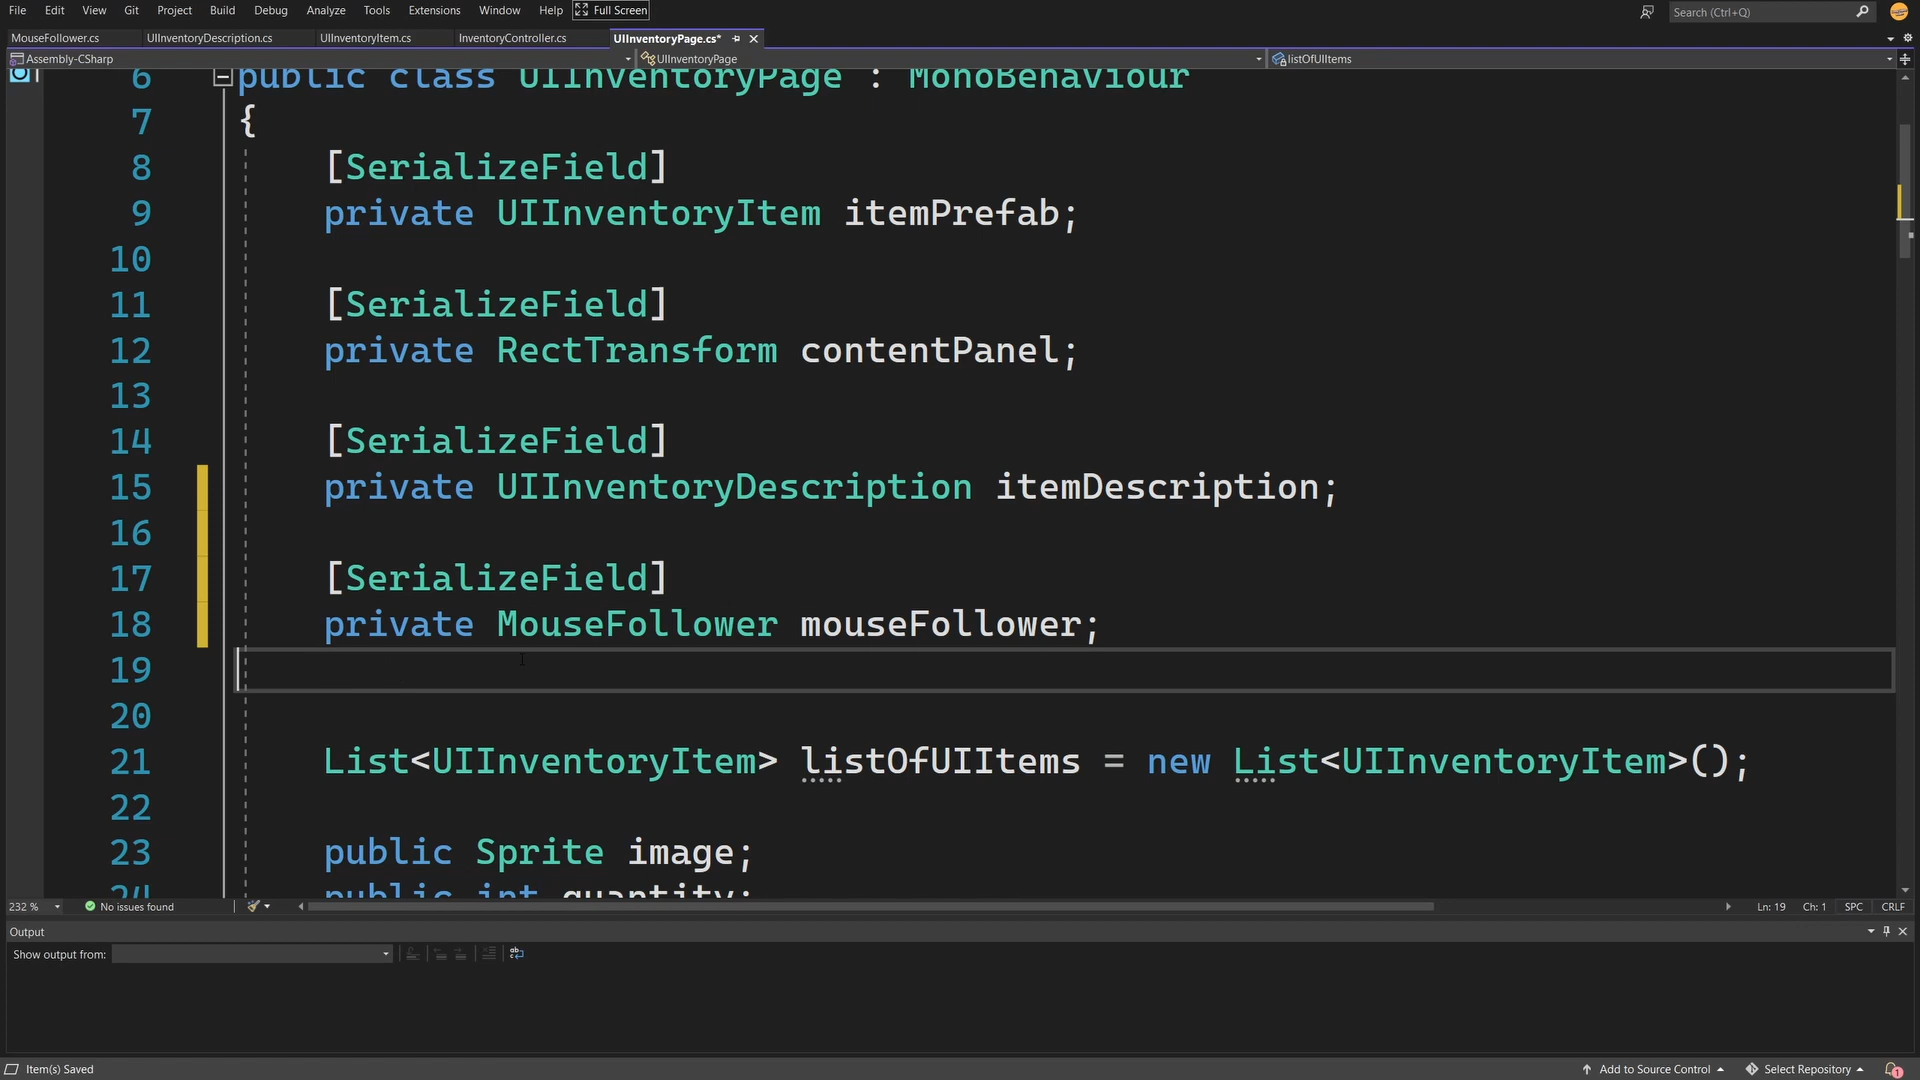 File Edit View Git Project Build Debug Analyze Tools Extensions Window Help Full Screen Search (Ctrl+Q)
MouseFollower.cs UIInventoryDescription.cs UIInventoryItem.cs InventoryController.cs UIInventoryPage.cs*
Assembly-CSharp UIInventoryPage listOfUIItems
6 public class UIInventoryPage : MonoBehaviour
7 {
8 [SerializeField]
9 private UIInventoryItem itemPrefab;
10
11 [SerializeField]
12 private RectTransform contentPanel;
13
14 [SerializeField]
15 private UIInventoryDescription itemDescription;
16
17 [SerializeField]
18 private MouseFollower mouseFollower;
19
20
21 List<UIInventoryItem> listOfUIItems = new List<UIInventoryItem>();
22
23 public Sprite image;
24 public int quantity;
232 % No issues found Ln: 19 Ch: 1 SPC CRLF
Output
Show output from:
Item(s) Saved Add to Source Control Select Repository 1